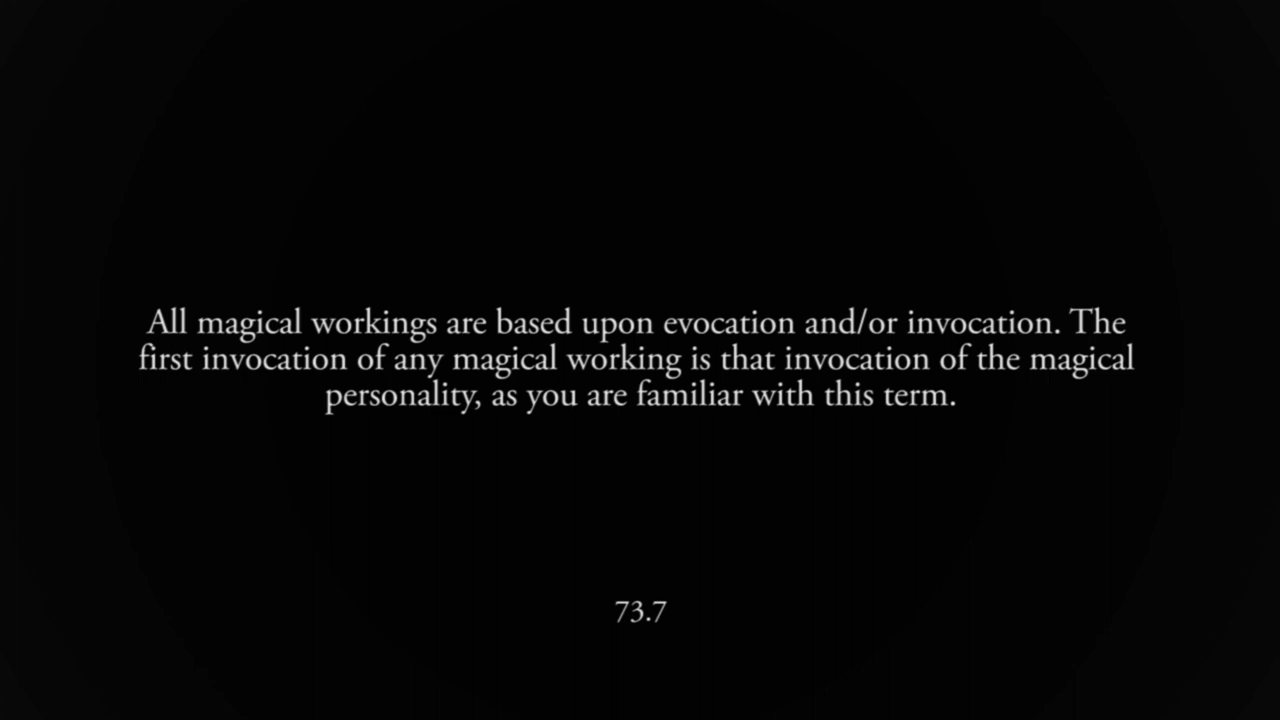 All magical workings are based upon evocation and/or invocation. The
first invocation of any magical working is that invocation of the magical
personality, as you are familiar with this term.
73.7